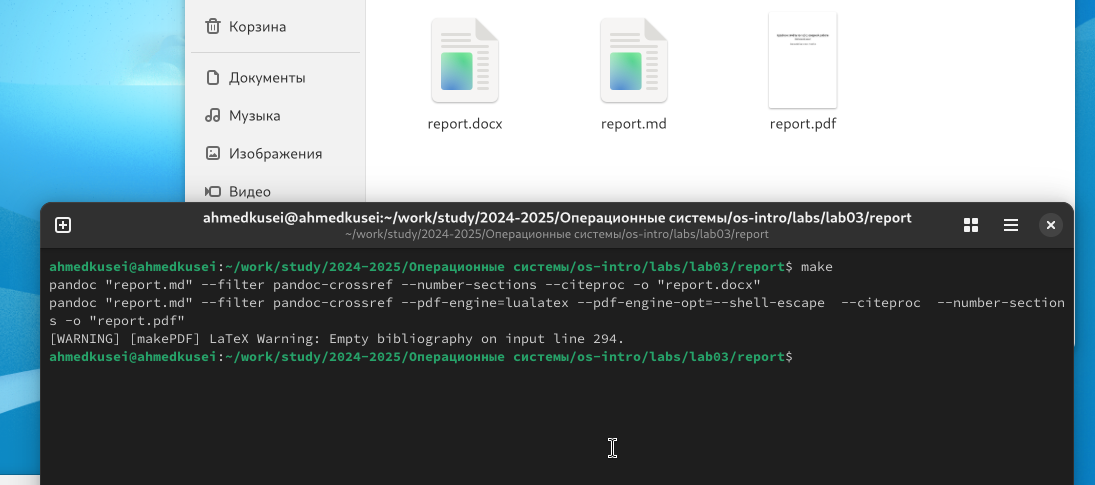 Корзина
Документы
Музыка
Изображения
Видео
report.docx
report.md
report.pdf
ahmedkusei@ahmedkusei:~/work/study/2024-2025/Операционные системы/os-intro/labs/lab03/report
~/work/study/2024-2025/Операционные системы/os-intro/labs/lab03/report
ahmedkusei@ahmedkusei:~/work/study/2024-2025/Операционные системы/os-intro/labs/lab03/report$ make
pandoc "report.md" --filter pandoc-crossref --number-sections --citeproc -o "report.docx"
pandoc "report.md" --filter pandoc-crossref --pdf-engine=lualatex --pdf-engine-opt=--shell-escape  --citeproc  --number-section
s -o "report.pdf"
[WARNING] [makePDF] LaTeX Warning: Empty bibliography on input line 294.
ahmedkusei@ahmedkusei:~/work/study/2024-2025/Операционные системы/os-intro/labs/lab03/report$